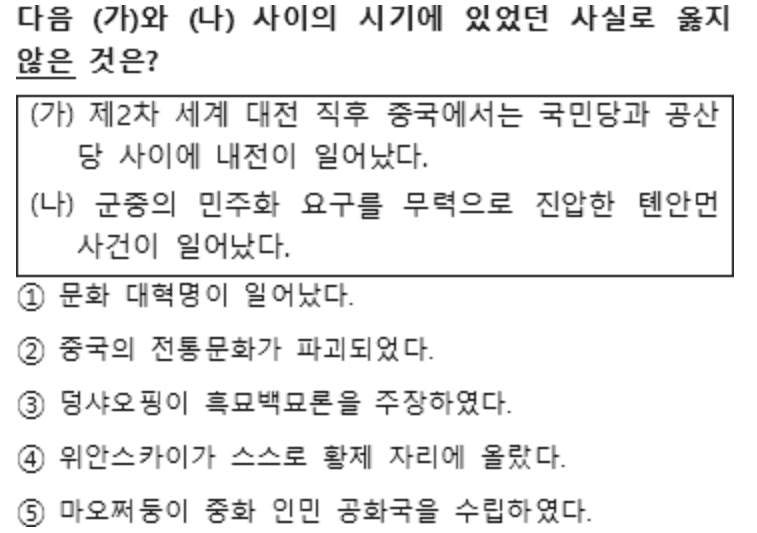 다음 (가)와 (나) 사이의 시기에 있었던 사실로 옳지
않은 것은?
(가) 제2차 세계 대전 직후 중국에서는 국민당과 공산
당 사이에 내전이 일어났다.
(나) 군중의 민주화 요구를 무력으로 진압한 톈안먼
사건이 일어났다.
① 문화 대혁명이 일어났다.
② 중국의 전통문화가 파괴되었다.
③ 덩샤오핑이 흑묘백묘론을 주장하였다.
④ 위안스카이가 스스로 황제 자리에 올랐다.
⑤ 마오쩌둥이 중화 인민 공화국을 수립하였다.